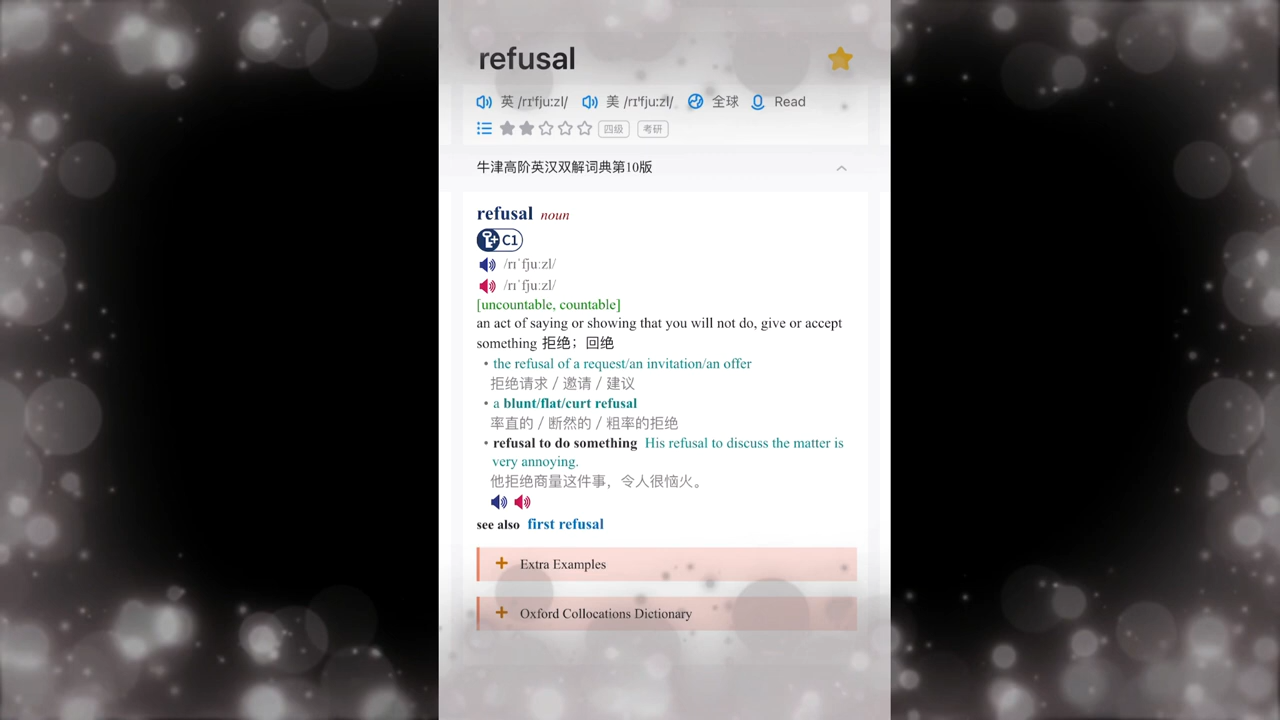 refusal
英 /rɪ'fju:zl/ 美 /rɪ'fju:zl/ 全球 Read
四级 考研
牛津高阶英汉双解词典第10版
refusal noun
C1
/rɪˈfjuːzl/
/rɪˈfjuːzl/
[uncountable, countable]
an act of saying or showing that you will not do, give or accept
something 拒绝；回绝
• the refusal of a request/an invitation/an offer
拒绝请求 / 邀请 / 建议
• a blunt/flat/curt refusal
率直的 / 断然的 / 粗率的拒绝
• refusal to do something His refusal to discuss the matter is
very annoying.
他拒绝商量这件事，令人很恼火。
see also first refusal
+ Extra Examples
+ Oxford Collocations Dictionary